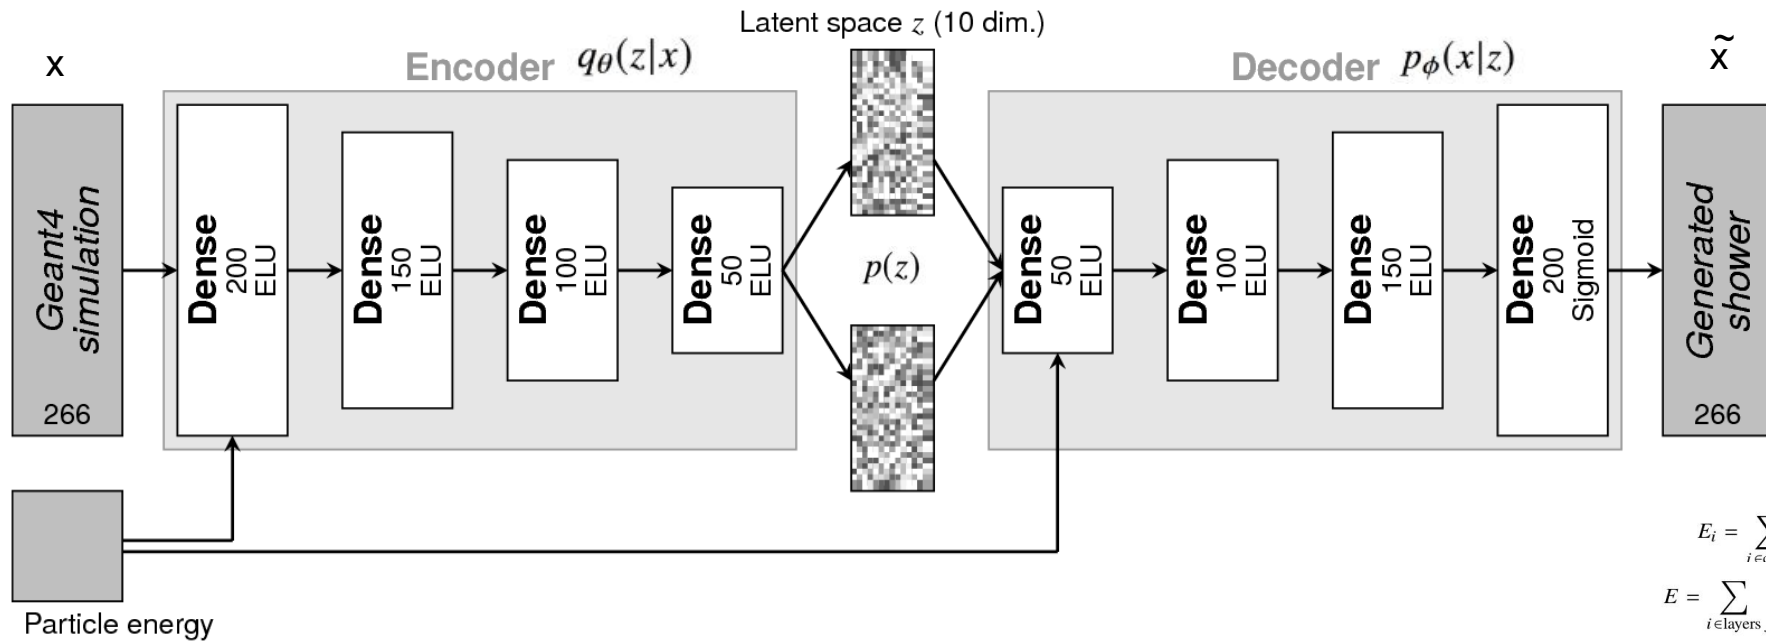 Latent space z (10 dim.)
x
Encoder qθ(z|x)
Decoder pϕ(x|z)
x̃
Geant4
simulation
266
Dense
200
ELU
Dense
150
ELU
Dense
100
ELU
Dense
50
ELU
p(z)
Dense
50
ELU
Dense
100
ELU
Dense
150
ELU
Dense
200
Sigmoid
Generated
shower
266
Particle energy
E_i = ∑
i∈
E = ∑
i∈layers